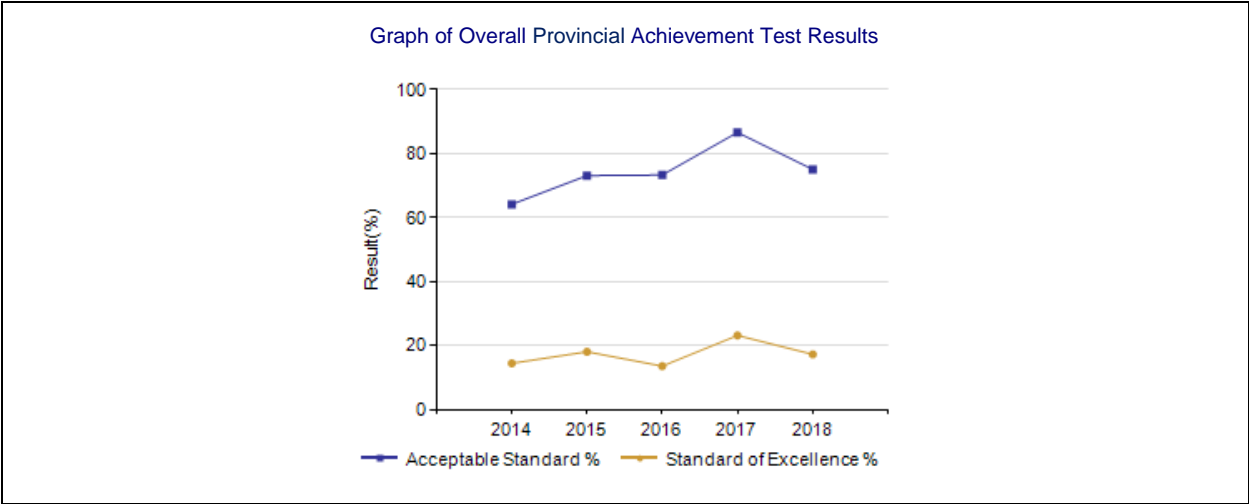 Graph of Overall Provincial Achievement Test Results
100
80
60
40
20
0
Result(%)
2014 2015 2016 2017 2018
Acceptable Standard % Standard of Excellence %